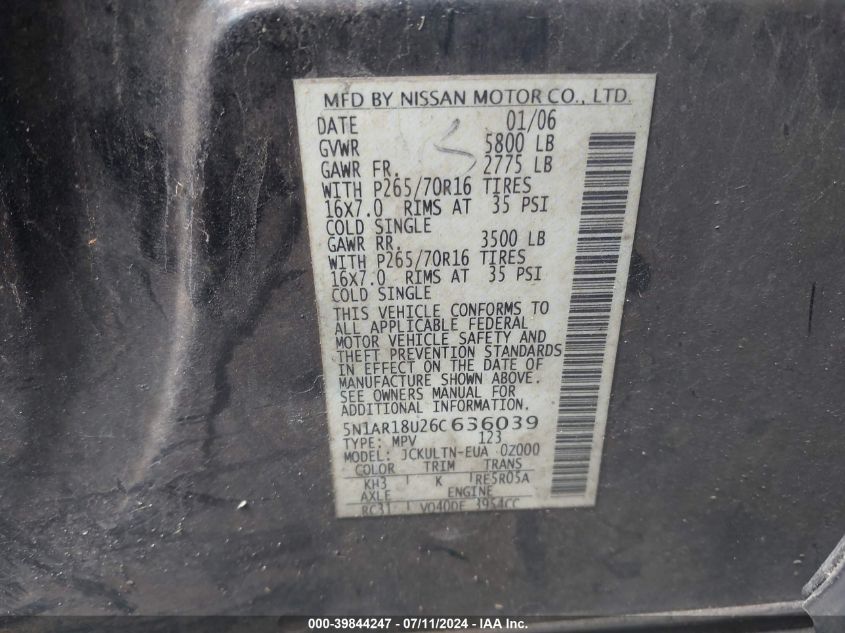 MFD BY NISSAN MOTOR CO., LTD.
DATE 01/06
GVWR 5800 LB
GAWR FR. 2775 LB
WITH P265/70R16 TIRES
16X7.0 RIMS AT 35 PSI
COLD SINGLE
GAWR RR. 3500 LB
WITH P265/70R16 TIRES
16X7.0 RIMS AT 35 PSI
COLD SINGLE
THIS VEHICLE CONFORMS TO
ALL APPLICABLE FEDERAL
MOTOR VEHICLE SAFETY AND
THEFT PREVENTION STANDARDS
IN EFFECT ON THE DATE OF
MANUFACTURE SHOWN ABOVE.
SEE OWNERS MANUAL FOR
ADDITIONAL INFORMATION
5N1AR18U26C636039
TYPE: MPV 123
MODEL: JCKULTN-EUA 0Z000
COLOR TRIM TRANS
KH3 K RE5R05A
AXLE ENGINE
RC31 VQ40DE 3954CC
000-39844247 - 07/11/2024 - IAA Inc.